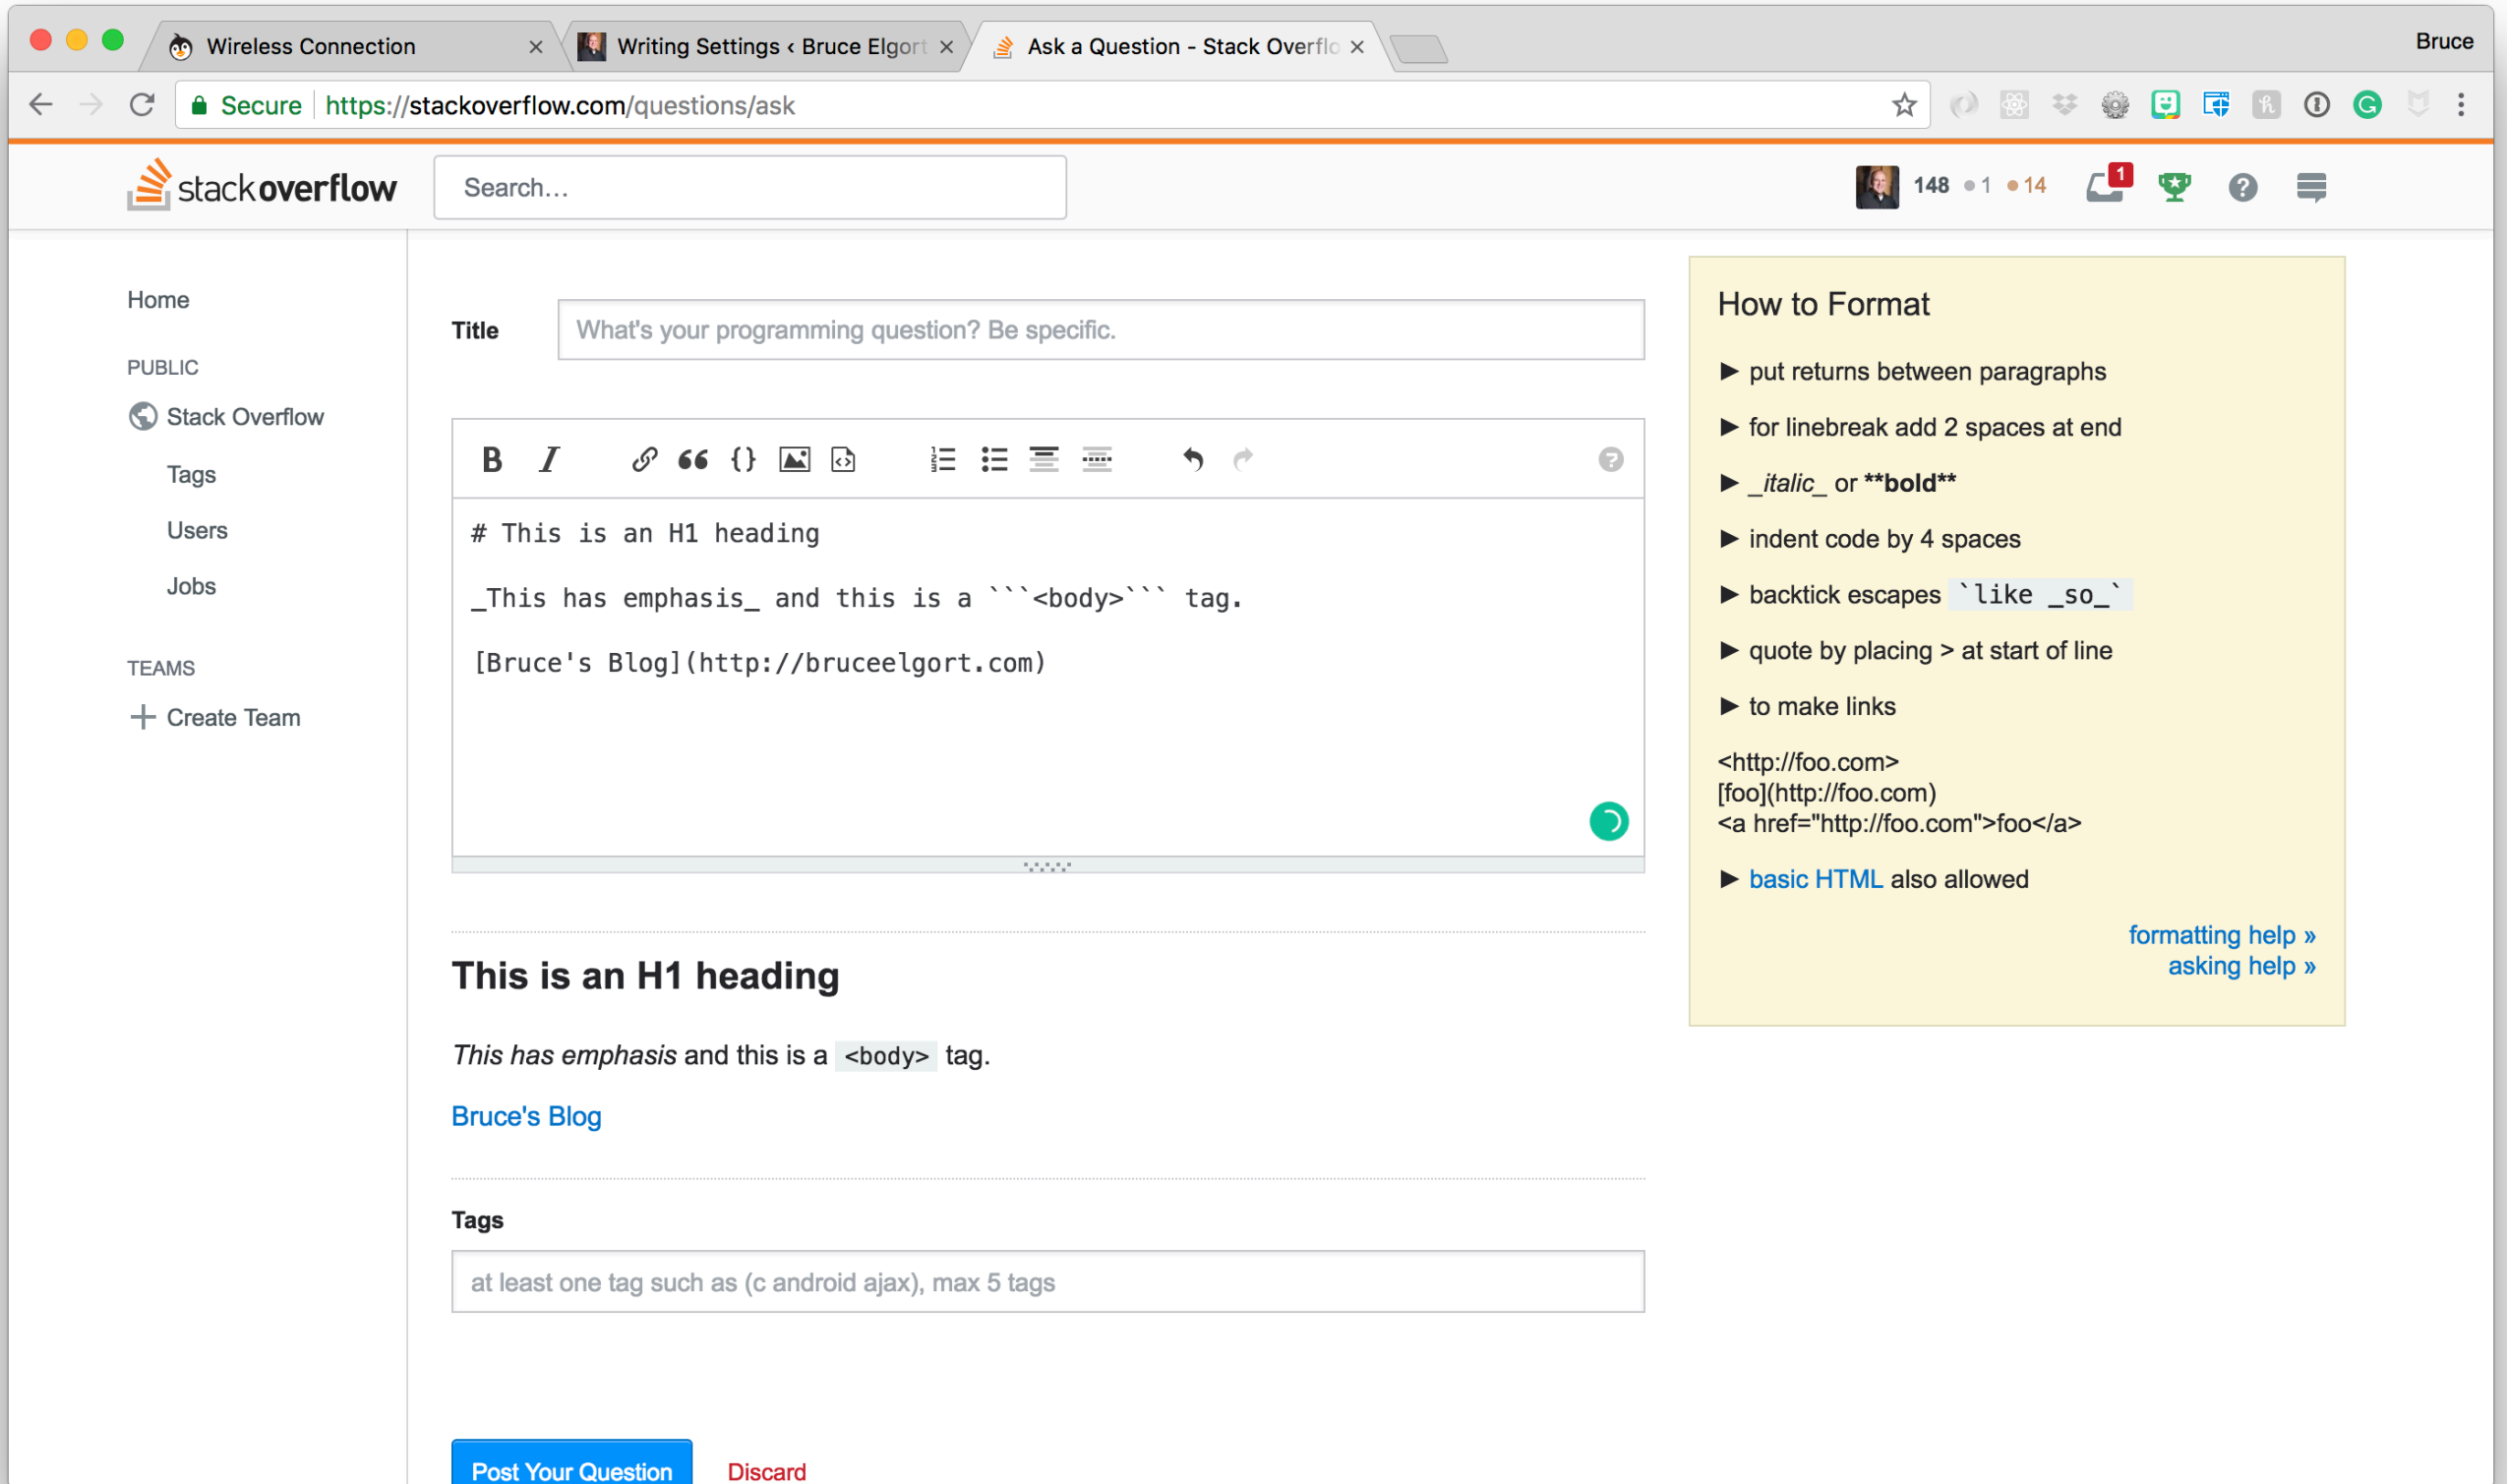 Wireless Connection
Writing Settings ‹ Bruce Elgort
Ask a Question - Stack Overflo
Bruce
Secure https://stackoverflow.com/questions/ask
stackoverflow
Search...
148 1 14
1
Home
PUBLIC
Stack Overflow
Tags
Users
Jobs
TEAMS
Create Team
Title
What's your programming question? Be specific.
B I
# This is an H1 heading
_This has emphasis_ and this is a ```<body>``` tag.
[Bruce's Blog](http://bruceelgort.com)
This is an H1 heading
This has emphasis and this is a <body> tag.
Bruce's Blog
Tags
at least one tag such as (c android ajax), max 5 tags
Post Your Question Discard
How to Format
► put returns between paragraphs
► for linebreak add 2 spaces at end
► _italic_ or **bold**
► indent code by 4 spaces
► backtick escapes `like _so_`
► quote by placing > at start of line
► to make links
<http://foo.com>
[foo](http://foo.com)
<a href="http://foo.com">foo</a>
► basic HTML also allowed
formatting help »
asking help »